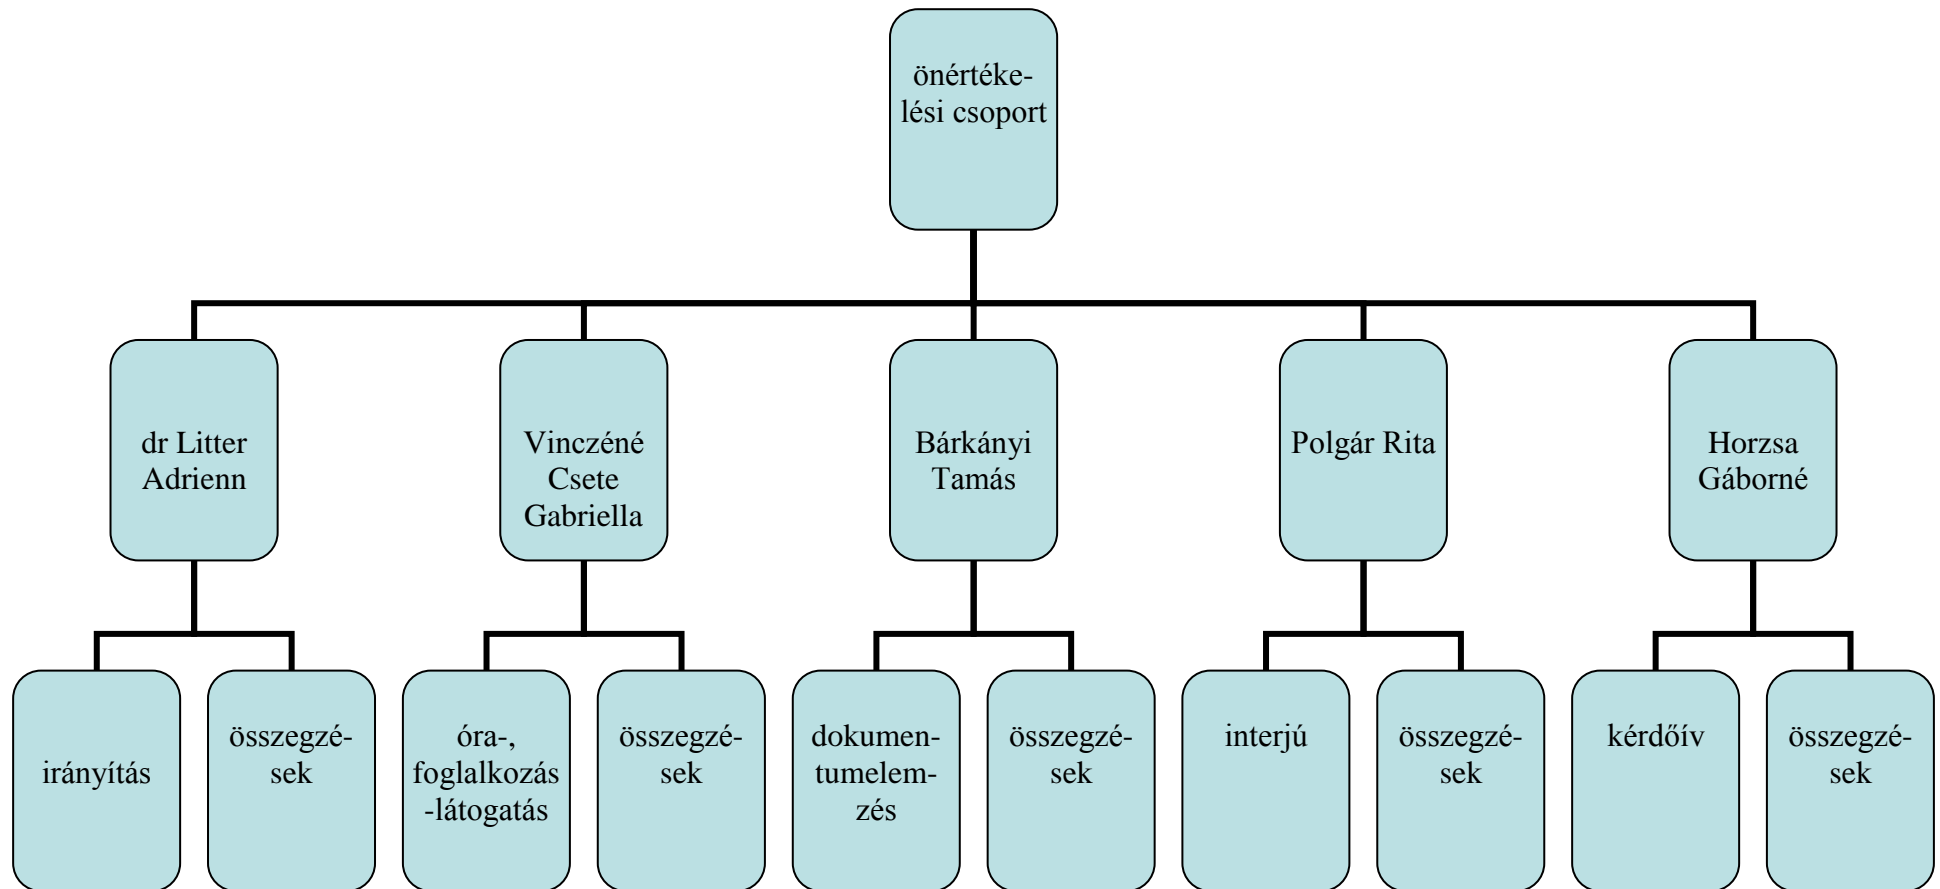 önértéke-
lési csoport
dr Litter
Adrienn
Vinczéné
Csete
Gabriella
Bárkányi
Tamás
Polgár Rita
Horzsa
Gáborné
irányítás
összegzé-
sek
óra-,
foglalkozás
-látogatás
összegzé-
sek
dokumen-
tumelem-
zés
összegzé-
sek
interjú
összegzé-
sek
kérdőív
összegzé-
sek